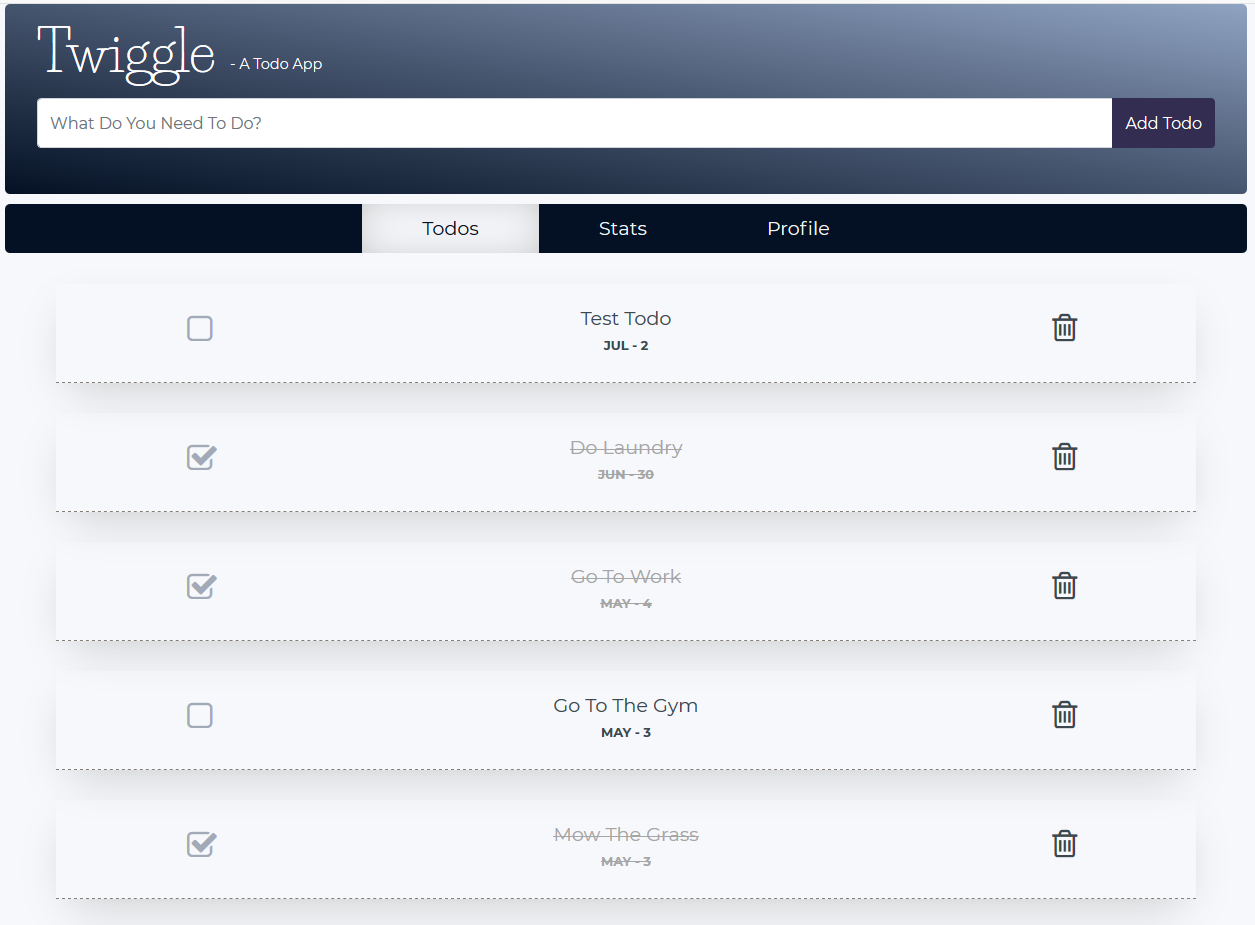 Twiggle - A Todo App
What Do You Need To Do? Add Todo
Todos Stats Profile
Test Todo
JUL - 2
Do Laundry
JUN - 30
Go To Work
MAY - 4
Go To The Gym
MAY - 3
Mow The Grass
MAY - 3